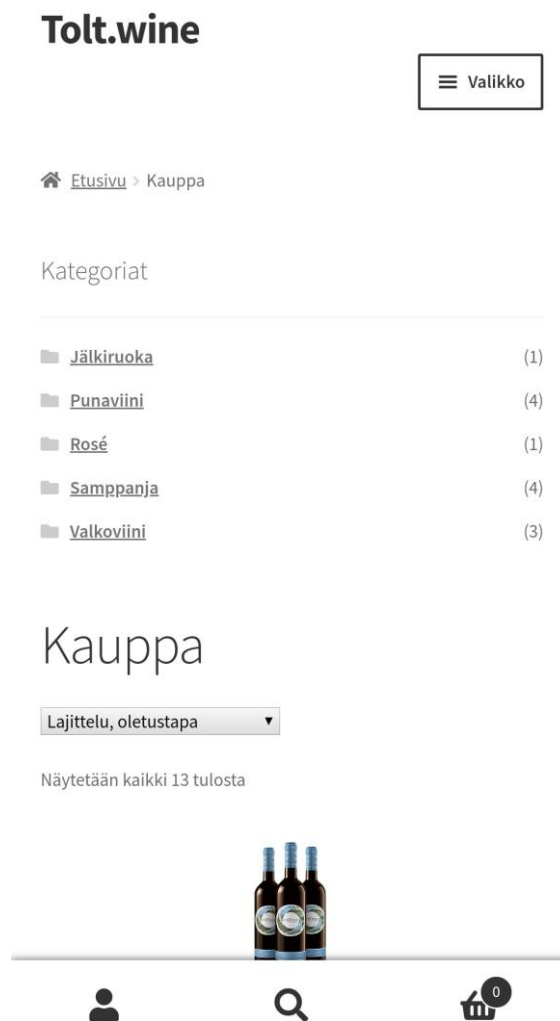 Tolt.wine
Valikko
Etusivu > Kauppa
Kategoriat
Jälkiruoka (1)
Punaviini (4)
Rosé (1)
Samppanja (4)
Valkoviini (3)
Kauppa
Lajittelu, oletustapa
Näytetään kaikki 13 tulosta
0